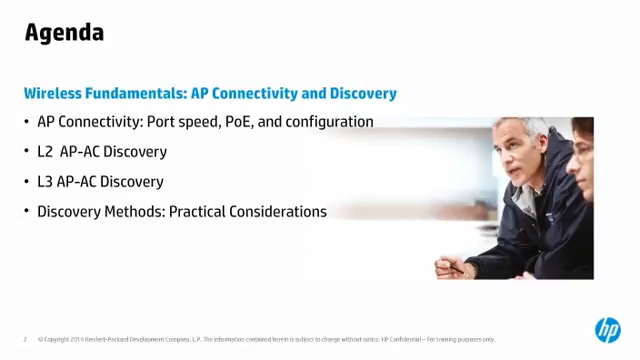 Agenda
Wireless Fundamentals: AP Connectivity and Discovery
• AP Connectivity: Port speed, PoE, and configuration
• L2 AP-AC Discovery
• L3 AP-AC Discovery
• Discovery Methods: Practical Considerations
2 © Copyright 2014 Hewlett-Packard Development Company, L.P. The information contained herein is subject to change without notice. HP Confidential – For training purposes only.
hp